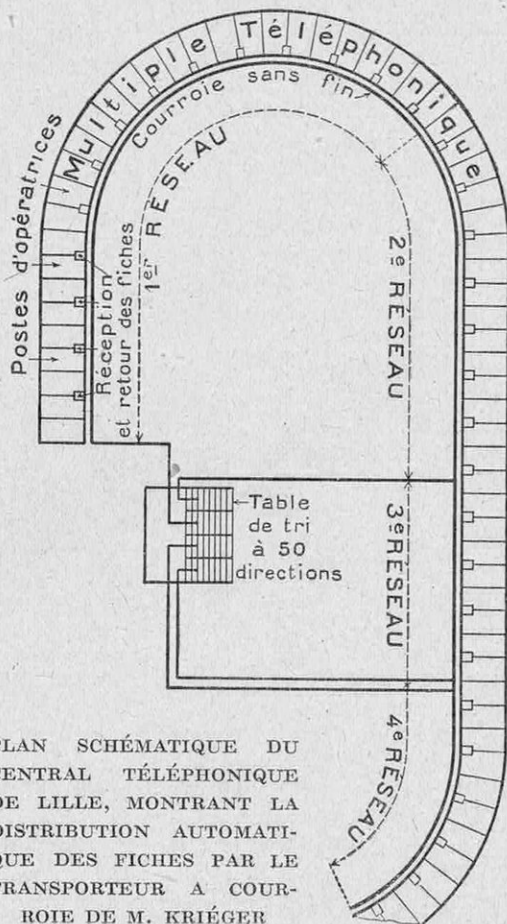 Multiple Téléphonique
Courroie sans fin
Postes d'opératrices
Réception
et retour des fiches
1er RÉSEAU
2e RÉSEAU
Table
de tri
à 50
directions
3e RÉSEAU
4e RÉSEAU
PLAN SCHÉMATIQUE DU
CENTRAL TÉLÉPHONIQUE
DE LILLE, MONTRANT LA
DISTRIBUTION AUTOMATI-
QUE DES FICHES PAR LE
TRANSPORTEUR A COUR-
ROIE DE M. KRIÉGER